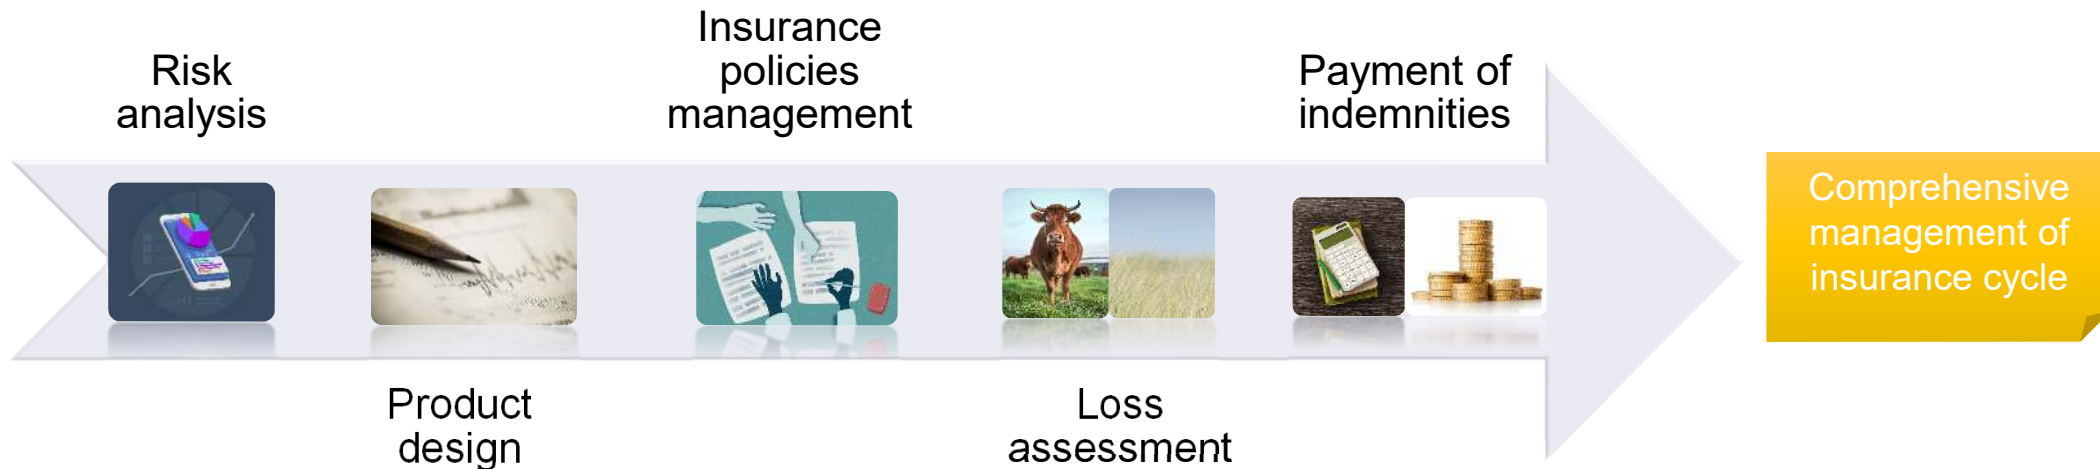 Risk
analysis
Product
design
Insurance
policies
management
Loss
assessment
Payment of
indemnities
Comprehensive
management of
insurance cycle